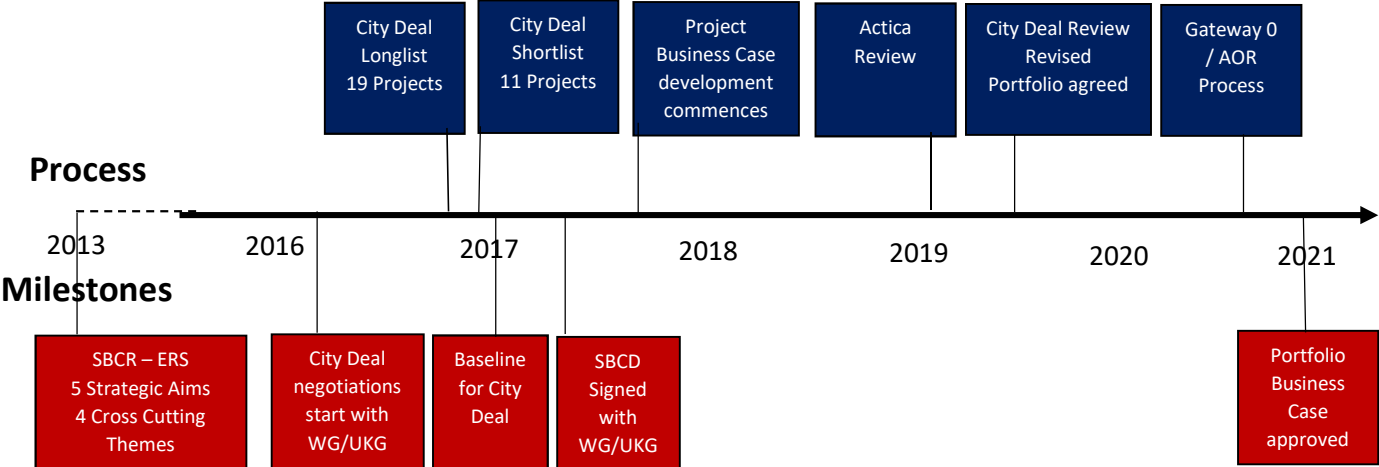 City Deal
Longlist
19 Projects
City Deal
Shortlist
11 Projects
Project
Business Case
development
commences
Actica
Review
City Deal Review
Revised
Portfolio agreed
Gateway 0
/ AOR
Process
Process
2013
2016
2017
2018
2019
2020
2021
Milestones
SBCR – ERS
5 Strategic Aims
4 Cross Cutting
Themes
City Deal
negotiations
start with
WG/UKG
Baseline
for City
Deal
SBCD
Signed
with
WG/UKG
Portfolio
Business
Case
approved